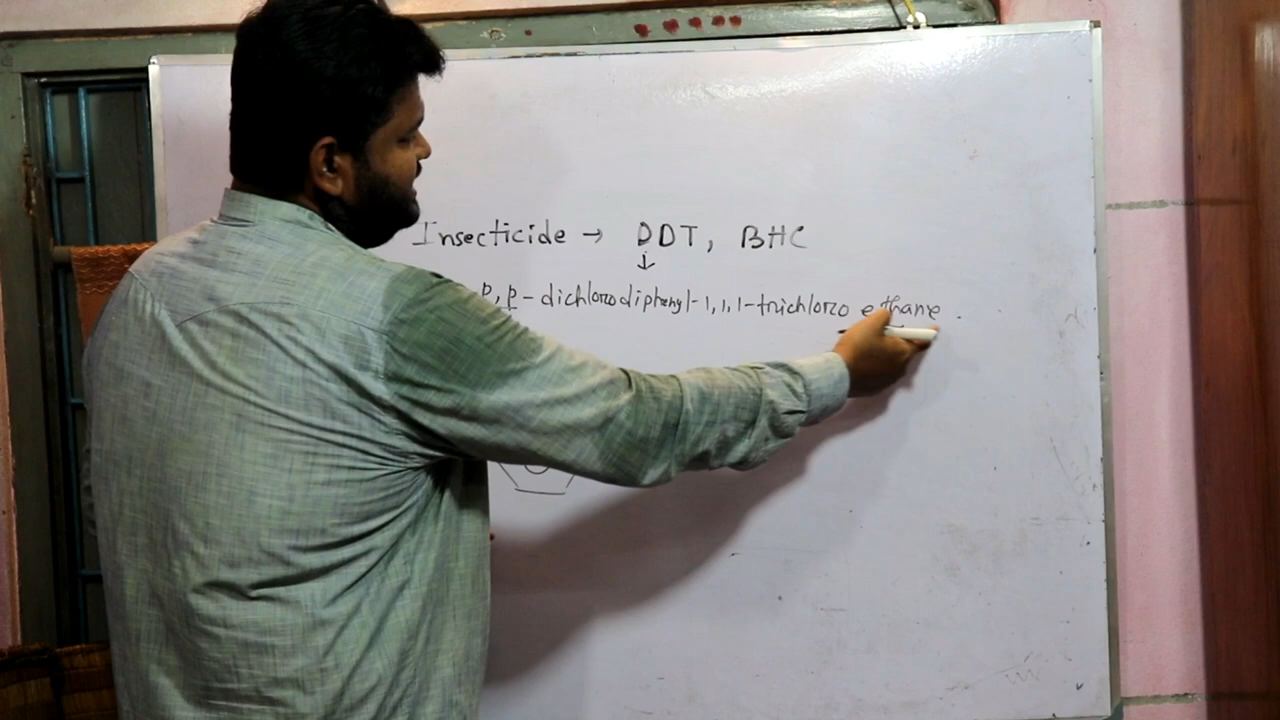 Insecticide → DDT, BHC
↓
P, P - dichlorodiphenyl-1,1,1-trichloro ethane.